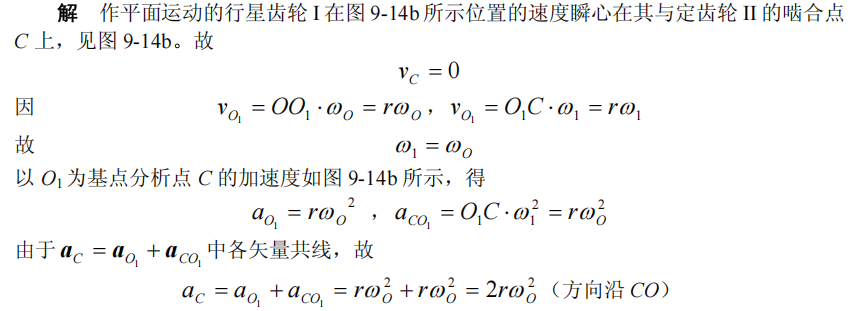 解 作平面运动的行星齿轮 I 在图 9-14b 所示位置的速度瞬心在其与定齿轮 II 的啮合点
C 上，见图 9-14b。故
v_C = 0
因 v_{O_1} = OO_1 · ω_O = rω_O ，v_{O_1} = O_1C · ω_1 = rω_1
故 ω_1 = ω_O
以 O_1 为基点分析点 C 的加速度如图 9-14b 所示，得
a_{O_1} = rω_O^2 ，a_{CO_1} = O_1C · ω_1^2 = rω_O^2
由于 a_C = a_{O_1} + a_{CO_1} 中各矢量共线，故
a_C = a_{O_1} + a_{CO_1} = rω_O^2 + rω_O^2 = 2rω_O^2（方向沿 CO）